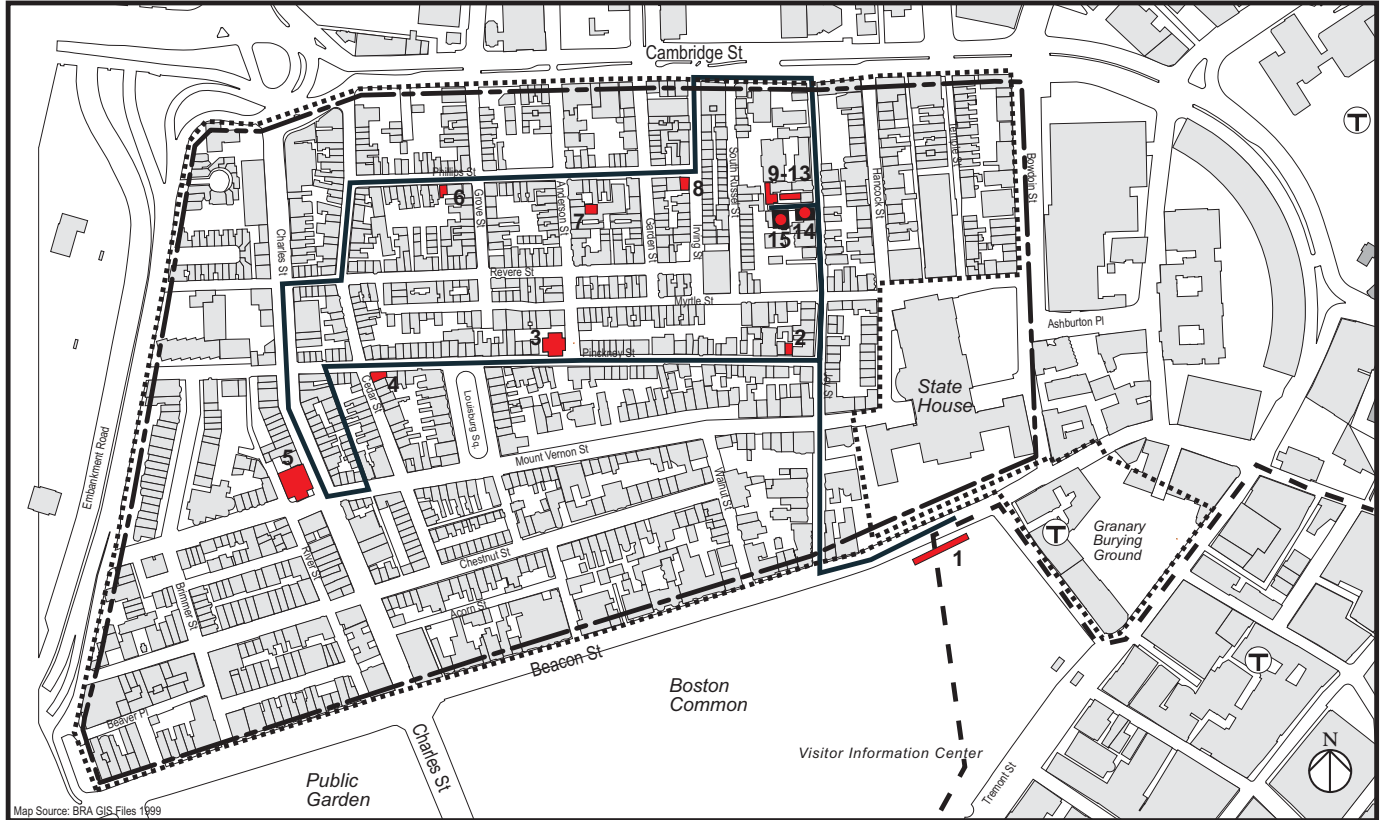 Cambridge St
T
Phillips St
6
Grove St
Anderson St
7
Garden St
8
Irving St
South Russel St
9-13
15
14
Hancock St
Temple St
Bowdoin St
Charles St
Revere St
Myrtle St
3
Pinckney St
2
Ashburton Pl
4
Cedar St
Louisburg Sq
Joy St
State
House
Embankment Road
5
Mount Vernon St
Walnut St
T
Granary
Burying
Ground
1
River St
Chestnut St
Brimmer St
Acorn St
Beacon St
T
Boston
Common
Beaver Pl
Charles St
Visitor Information Center
Tremont St
N
Public
Garden
Map Source: BRA GIS Files 1999